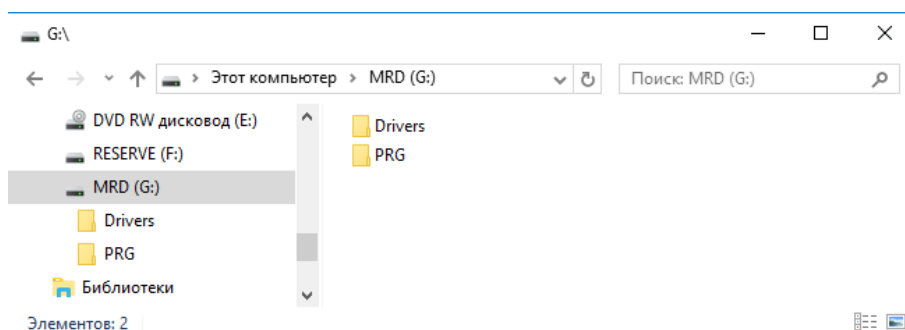 G:\
Этот компьютер > MRD (G:)
Поиск: MRD (G:)
DVD RW дисковод (E:)
RESERVE (F:)
MRD (G:)
Drivers
PRG
Библиотеки
Drivers
PRG
Элементов: 2